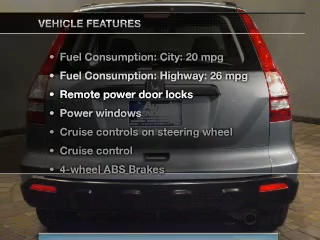 VEHICLE FEATURES
• Fuel Consumption: City: 20 mpg
• Fuel Consumption: Highway: 26 mpg
• Remote power door locks
• Power windows
• Cruise controls on steering wheel
• Cruise control
• 4-wheel ABS Brakes